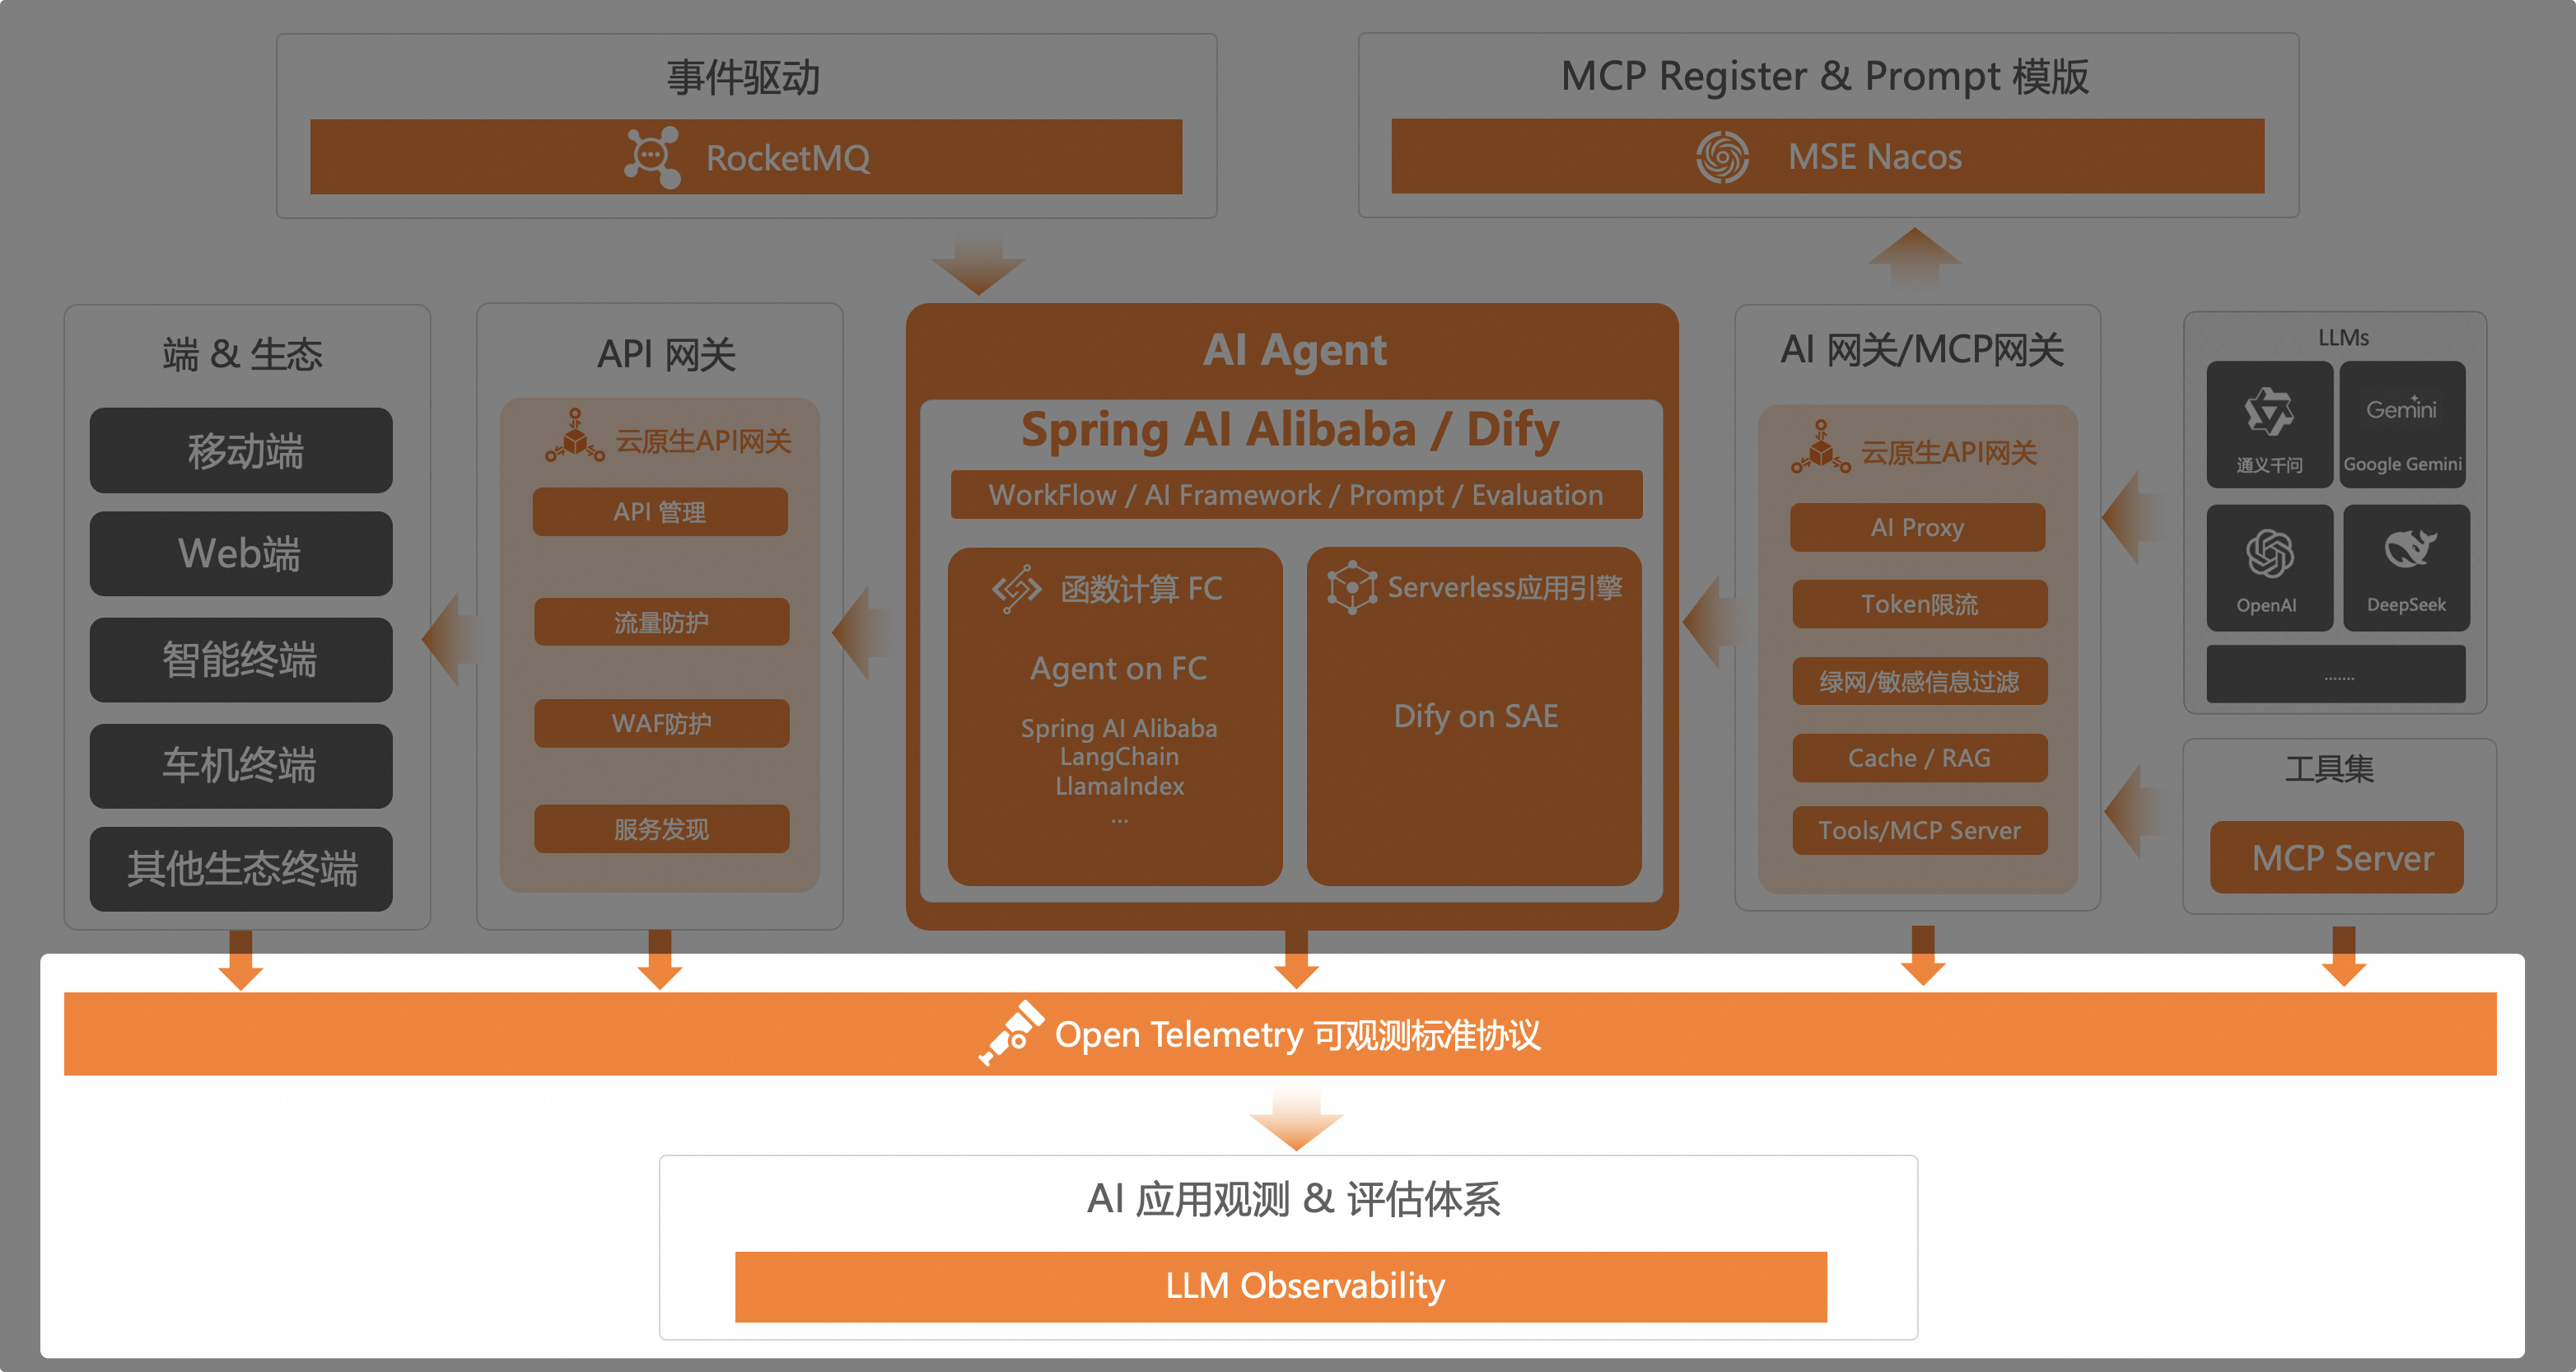 事件驱动
RocketMQ
MCP Register & Prompt 模版
MSE Nacos
端 & 生态
移动端
Web端
智能终端
车机终端
其他生态终端
API 网关
云原生API网关
API 管理
流量防护
WAF防护
服务发现
AI Agent
Spring AI Alibaba / Dify
WorkFlow / AI Framework / Prompt / Evaluation
函数计算 FC
Agent on FC
Spring AI Alibaba
LangChain
LlamaIndex
...
Serverless应用引擎
Dify on SAE
AI 网关/MCP网关
云原生API网关
AI Proxy
Token限流
绿网/敏感信息过滤
Cache / RAG
Tools/MCP Server
LLMs
通义千问
Gemini
Google Gemini
OpenAI
DeepSeek
.......
工具集
MCP Server
Open Telemetry 可观测标准协议
AI 应用观测 & 评估体系
LLM Observability